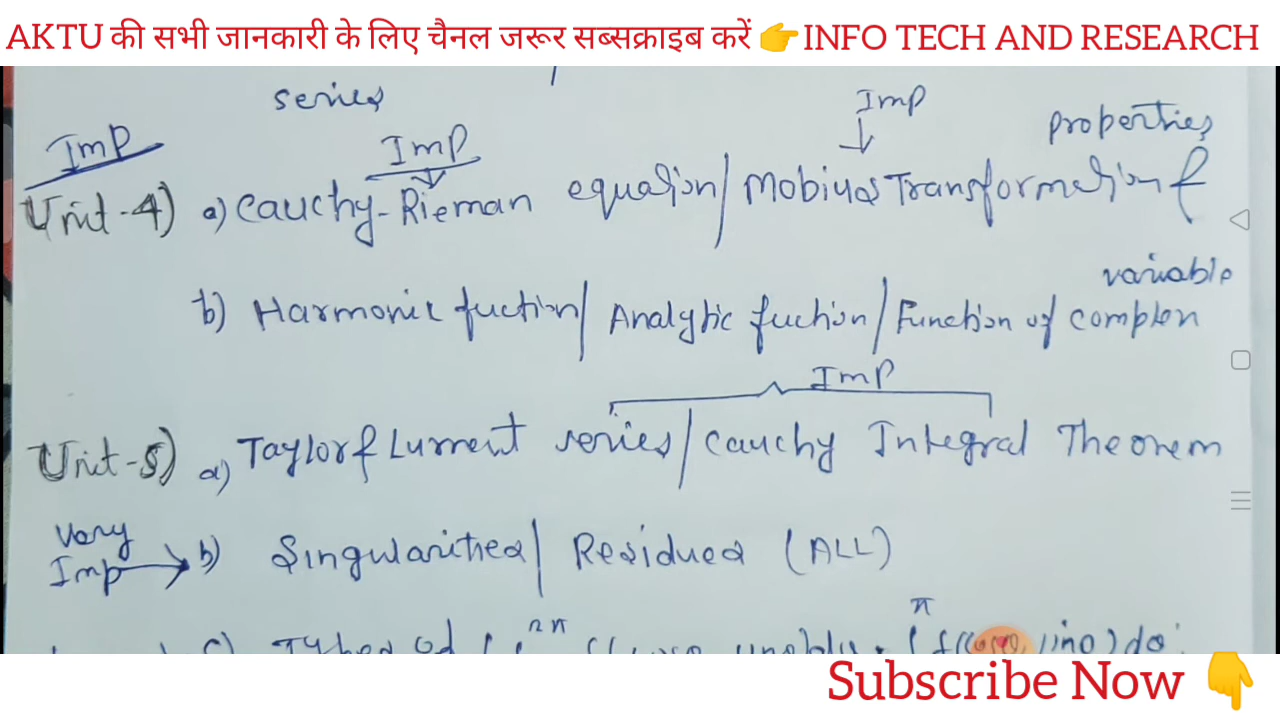 AKTU की सभी जानकारी के लिए चैनल जरूर सब्सक्राइब करें 👉 INFO TECH AND RESEARCH
series
Imp
Imp
Imp
properties
Unit-4) a) Cauchy-Rieman equation/ Mobius Transformation &
variable
b) Harmonic fuction/ Analytic fuction/ Function of complex
Imp
Unit-5) a) Taylor & Lurrent series/ Cauchy Integral Theorem
Very
Imp → b) Singularities/ Residues (ALL)
c)
Subscribe Now 👇